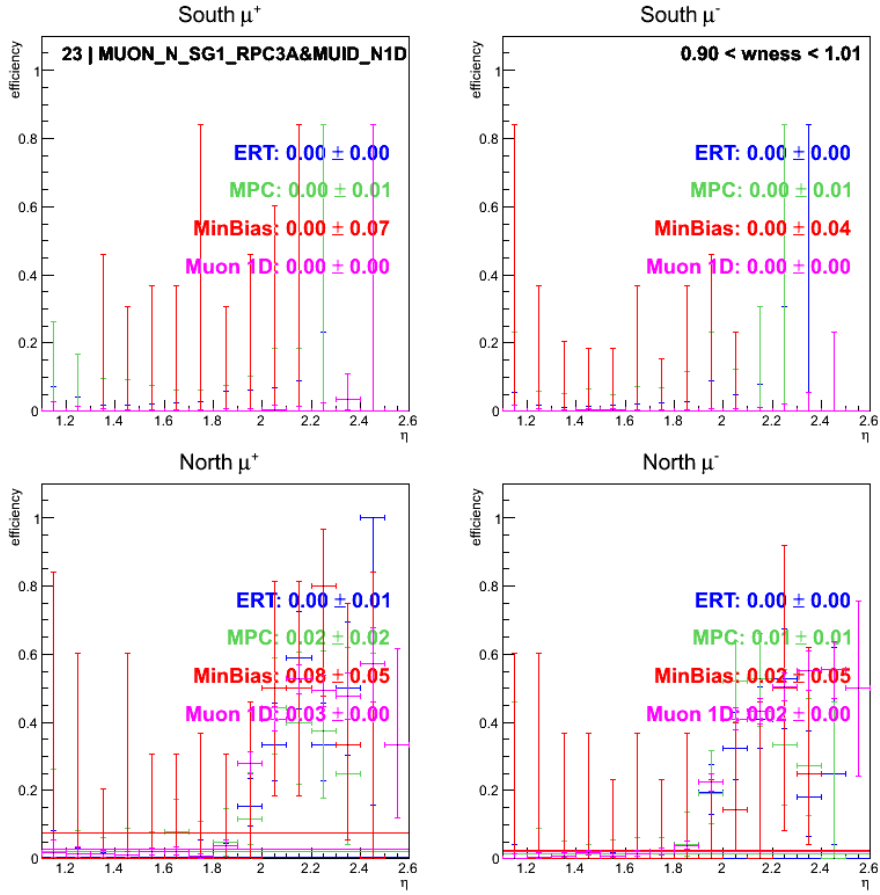 South μ+
efficiency
23 | MUON_N_SG1_RPC3A&MUID_N1D
ERT: 0.00 ± 0.00
MPC: 0.00 ± 0.01
MinBias: 0.00 ± 0.07
Muon 1D: 0.00 ± 0.00
1
0.8
0.6
0.4
0.2
0
1.2 1.4 1.6 1.8 2 2.2 2.4 2.6
η
South μ-
efficiency
0.90 < wness < 1.01
ERT: 0.00 ± 0.00
MPC: 0.00 ± 0.01
MinBias: 0.00 ± 0.04
Muon 1D: 0.00 ± 0.00
1
0.8
0.6
0.4
0.2
0
1.2 1.4 1.6 1.8 2 2.2 2.4 2.6
η
North μ+
efficiency
ERT: 0.00 ± 0.01
MPC: 0.02 ± 0.02
MinBias: 0.08 ± 0.05
Muon 1D: 0.03 ± 0.00
1
0.8
0.6
0.4
0.2
0
1.2 1.4 1.6 1.8 2 2.2 2.4 2.6
η
North μ-
efficiency
ERT: 0.00 ± 0.00
MPC: 0.01 ± 0.01
MinBias: 0.02 ± 0.05
Muon 1D: 0.02 ± 0.00
1
0.8
0.6
0.4
0.2
0
1.2 1.4 1.6 1.8 2 2.2 2.4 2.6
η